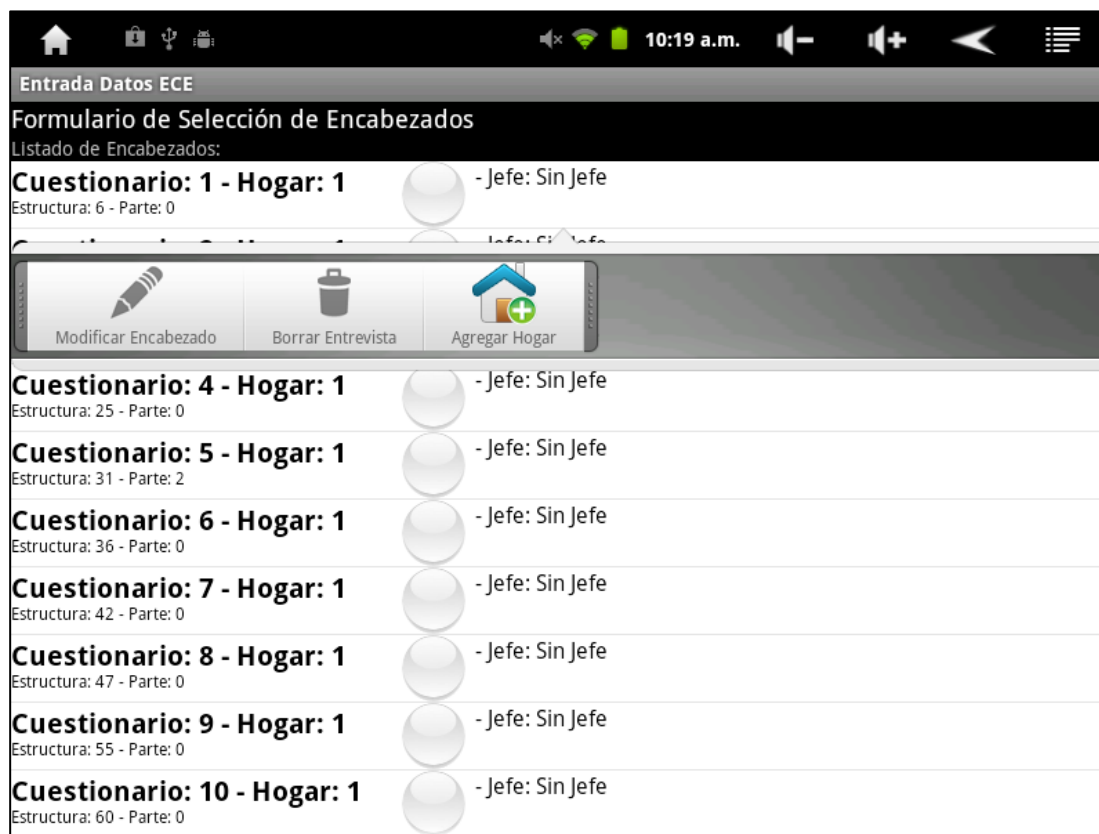 10:19 a.m.
Entrada Datos ECE
Formulario de Selección de Encabezados
Listado de Encabezados:
Cuestionario: 1 - Hogar: 1
- Jefe: Sin Jefe
Estructura: 6 - Parte: 0
Modificar Encabezado
Borrar Entrevista
Agregar Hogar
Cuestionario: 4 - Hogar: 1
- Jefe: Sin Jefe
Estructura: 25 - Parte: 0
Cuestionario: 5 - Hogar: 1
- Jefe: Sin Jefe
Estructura: 31 - Parte: 2
Cuestionario: 6 - Hogar: 1
- Jefe: Sin Jefe
Estructura: 36 - Parte: 0
Cuestionario: 7 - Hogar: 1
- Jefe: Sin Jefe
Estructura: 42 - Parte: 0
Cuestionario: 8 - Hogar: 1
- Jefe: Sin Jefe
Estructura: 47 - Parte: 0
Cuestionario: 9 - Hogar: 1
- Jefe: Sin Jefe
Estructura: 55 - Parte: 0
Cuestionario: 10 - Hogar: 1
- Jefe: Sin Jefe
Estructura: 60 - Parte: 0